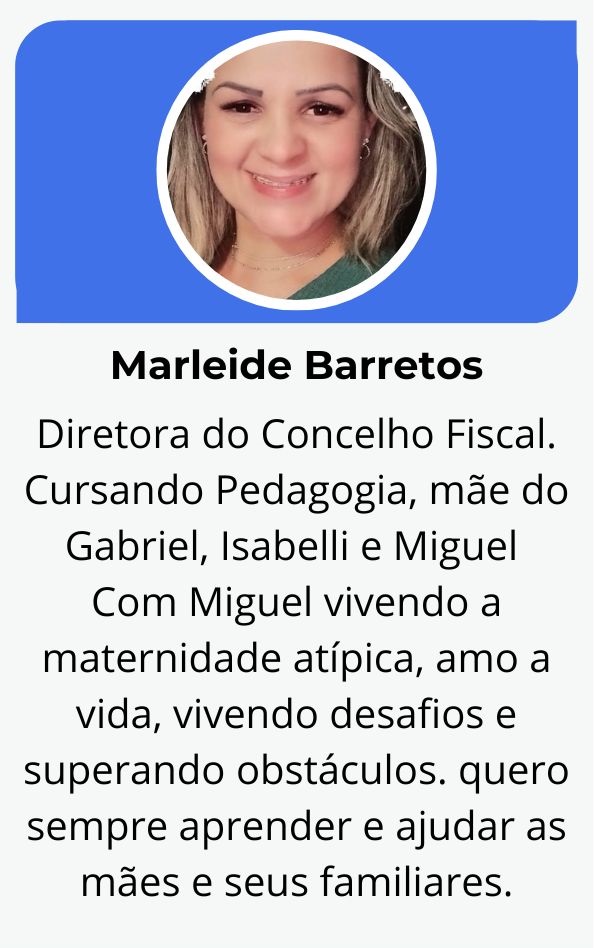 Marleide Barretos
Diretora do Concelho Fiscal.
Cursando Pedagogia, mãe do
Gabriel, Isabelli e Miguel
Com Miguel vivendo a
maternidade atípica, amo a
vida, vivendo desafios e
superando obstáculos. quero
sempre aprender e ajudar as
mães e seus familiares.